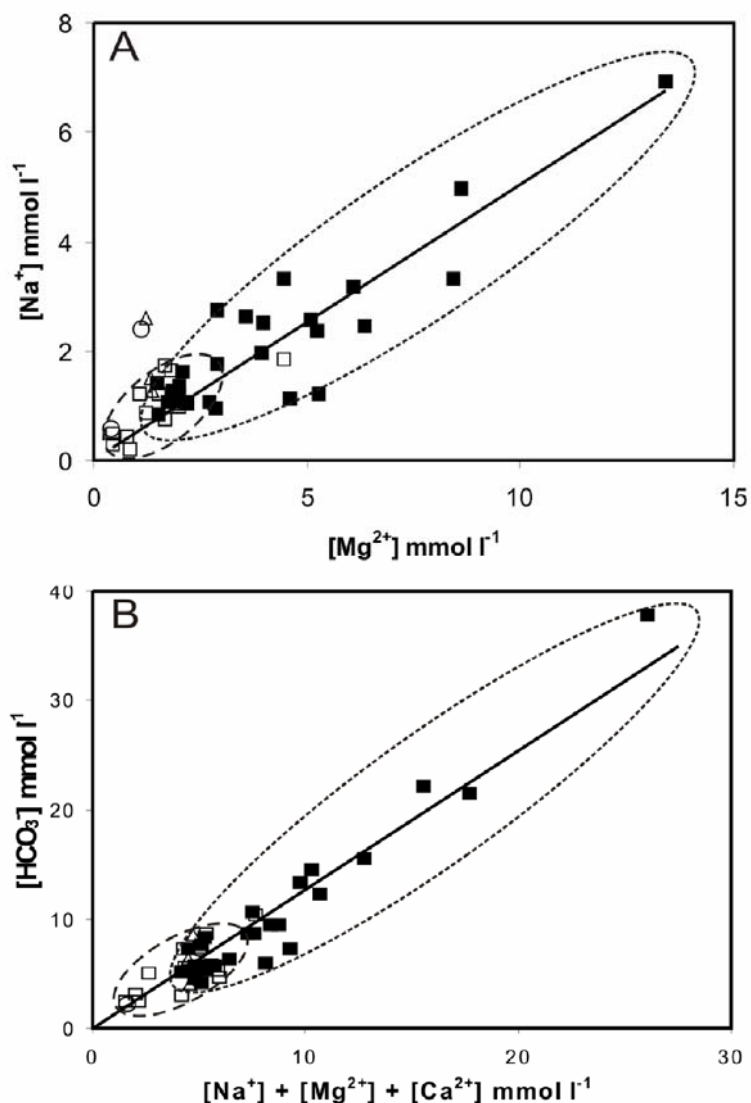 A
8
6
4
2
0
[Na⁺] mmol l⁻¹
0 5 10 15
[Mg²⁺] mmol l⁻¹
B
40
30
20
10
0
[HCO₃⁻] mmol l⁻¹
0 10 20 30
[Na⁺] + [Mg²⁺] + [Ca²⁺] mmol l⁻¹